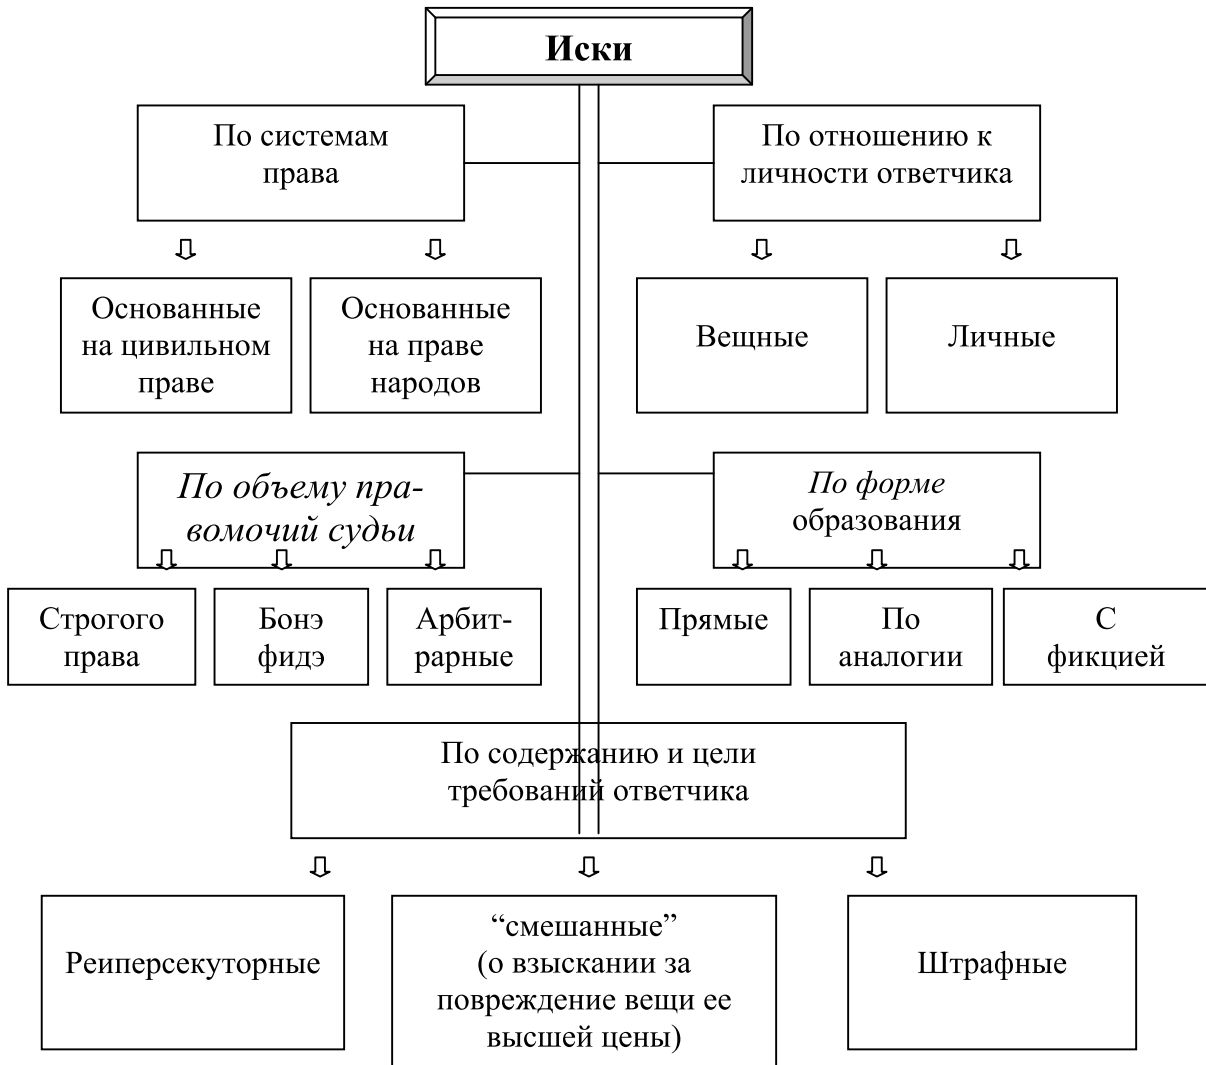 Иски
По системам
права
По отношению к
личности ответчика
Основанные
на цивильном
праве
Основанные
на праве
народов
Вещные
Личные
По объему пра-
вомочий судьи
По форме
образования
Строгого
права
Бонэ
фидэ
Арбит-
рарные
Прямые
По
аналогии
С
фикцией
По содержанию и цели
требований ответчика
Реиперсекуторные
“смешанные”
(о взыскании за
повреждение вещи ее
высшей цены)
Штрафные